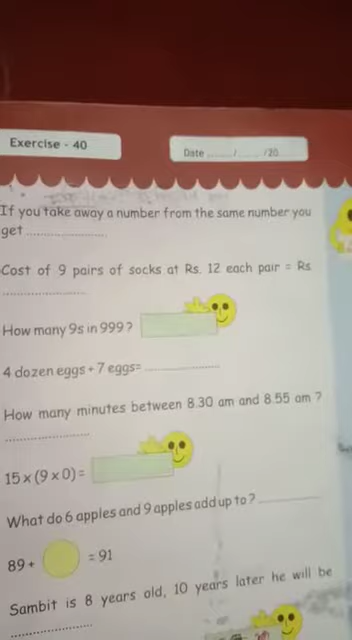 Exercise - 40
Date ......../......../20........
If you take away a number from the same number you
get......................
Cost of 9 pairs of socks at Rs. 12 each pair = Rs
......................
How many 9s in 999?
4 dozen eggs + 7 eggs= ......................
How many minutes between 8.30 am and 8.55 am ?
......................
15 x (9 x 0) =
What do 6 apples and 9 apples add up to ? ......................
89 + = 91
Sambit is 8 years old, 10 years later he will be
......................